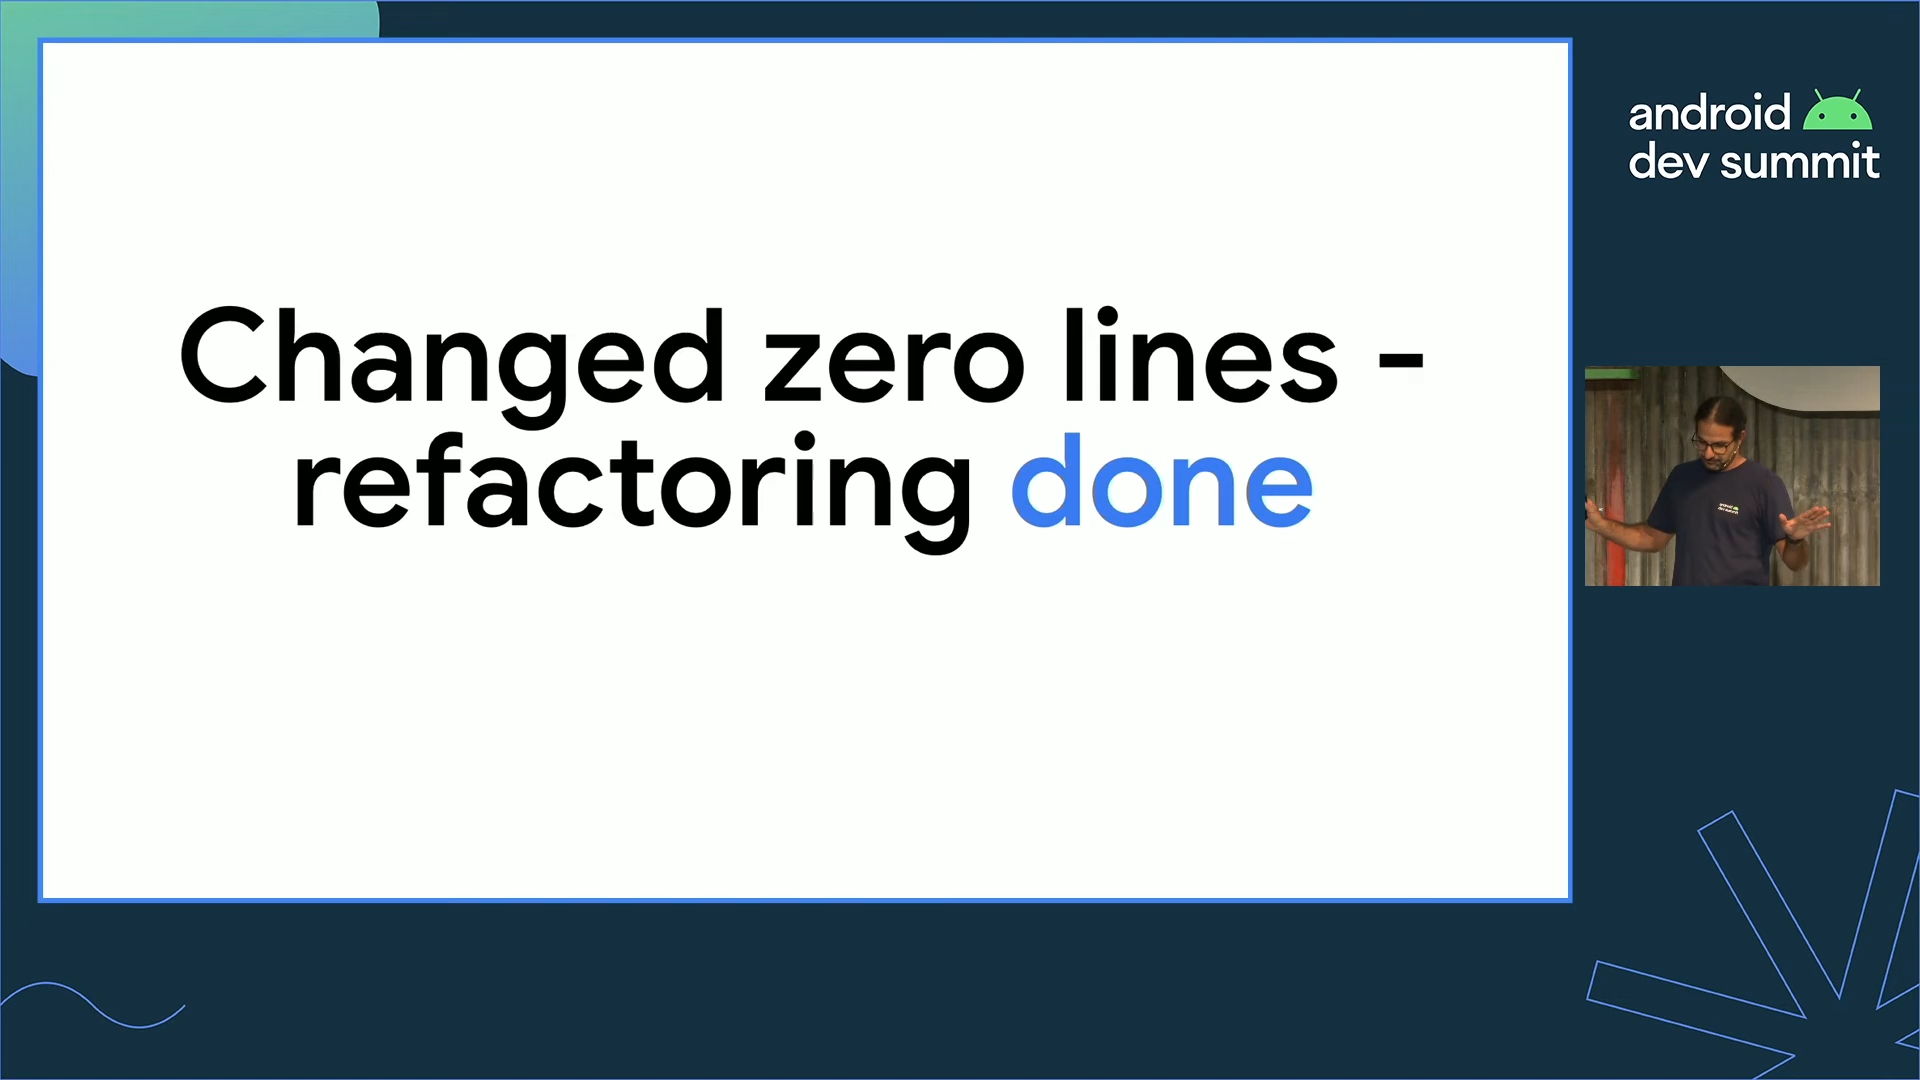 Changed zero lines -
refactoring done
android
dev summit